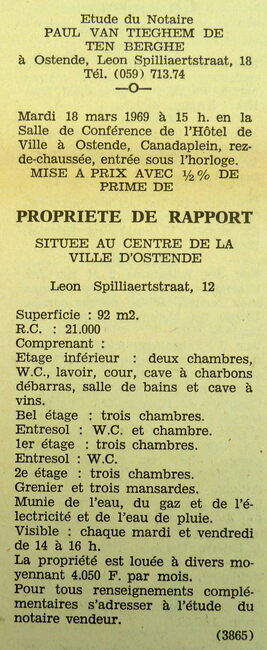 Etude du Notaire
PAUL VAN TIEGHEM DE
TEN BERGHE
à Ostende, Leon Spilliaertstraat, 18
Tél. (059) 713.74
—O—
Mardi 18 mars 1969 à 15 h. en la
Salle de Conférence de l'Hôtel de
Ville à Ostende, Canadaplein, rez-
de-chaussée, entrée sous l'horloge.
MISE A PRIX AVEC ½% DE
PRIME DE
PROPRIETE DE RAPPORT
SITUEE AU CENTRE DE LA
VILLE D'OSTENDE
Leon Spilliaertstraat, 12
Superficie : 92 m2.
R.C. : 21.000
Comprenant :
Etage inférieur : deux chambres,
W.C., lavoir, cour, cave à charbons
débarras, salle de bains et cave à
vins.
Bel étage : trois chambres.
Entresol : W.C. et chambre.
1er étage : trois chambres.
Entresol : W.C.
2e étage : trois chambres.
Grenier et trois mansardes.
Munie de l'eau, du gaz et de l'é-
lectricité et de l'eau de pluie.
Visible : chaque mardi et vendredi
de 14 à 16 h.
La propriété est louée à divers mo-
yennant 4.050 F. par mois.
Pour tous renseignements complé-
mentaires s'adresser à l'étude du
notaire vendeur.
(3865)